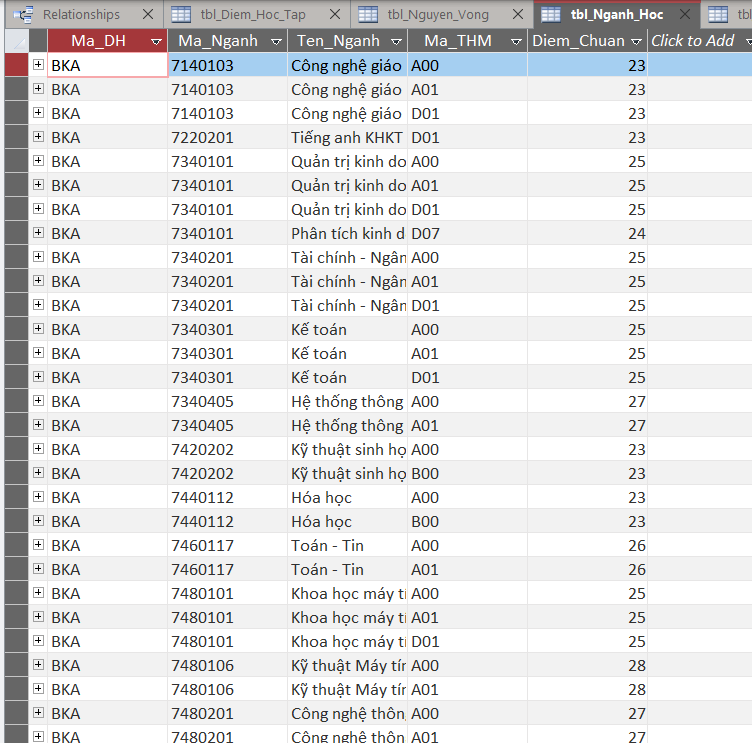 Relationships tbl_Diem_Hoc_Tap tbl_Nguyen_Vong tbl_Nganh_Hoc tbl
Ma_DH Ma_Nganh Ten_Nganh Ma_THM Diem_Chuan Click to Add
BKA 7140103 Công nghệ giáo A00 23
BKA 7140103 Công nghệ giáo A01 23
BKA 7140103 Công nghệ giáo D01 23
BKA 7220201 Tiếng anh KHKT D01 23
BKA 7340101 Quản trị kinh do A00 25
BKA 7340101 Quản trị kinh do A01 25
BKA 7340101 Quản trị kinh do D01 25
BKA 7340101 Phân tích kinh d D07 24
BKA 7340201 Tài chính - Ngân A00 25
BKA 7340201 Tài chính - Ngân A01 25
BKA 7340201 Tài chính - Ngân D01 25
BKA 7340301 Kế toán A00 25
BKA 7340301 Kế toán A01 25
BKA 7340301 Kế toán D01 25
BKA 7340405 Hệ thống thông A00 27
BKA 7340405 Hệ thống thông A01 27
BKA 7420202 Kỹ thuật sinh họ A00 23
BKA 7420202 Kỹ thuật sinh họ B00 23
BKA 7440112 Hóa học A00 23
BKA 7440112 Hóa học B00 23
BKA 7460117 Toán - Tin A00 26
BKA 7460117 Toán - Tin A01 26
BKA 7480101 Khoa học máy tí A00 25
BKA 7480101 Khoa học máy tí A01 25
BKA 7480101 Khoa học máy tí D01 25
BKA 7480106 Kỹ thuật Máy tín A00 28
BKA 7480106 Kỹ thuật Máy tín A01 28
BKA 7480201 Công nghệ thông A00 27
BKA 7480201 Công nghệ thông A01 27